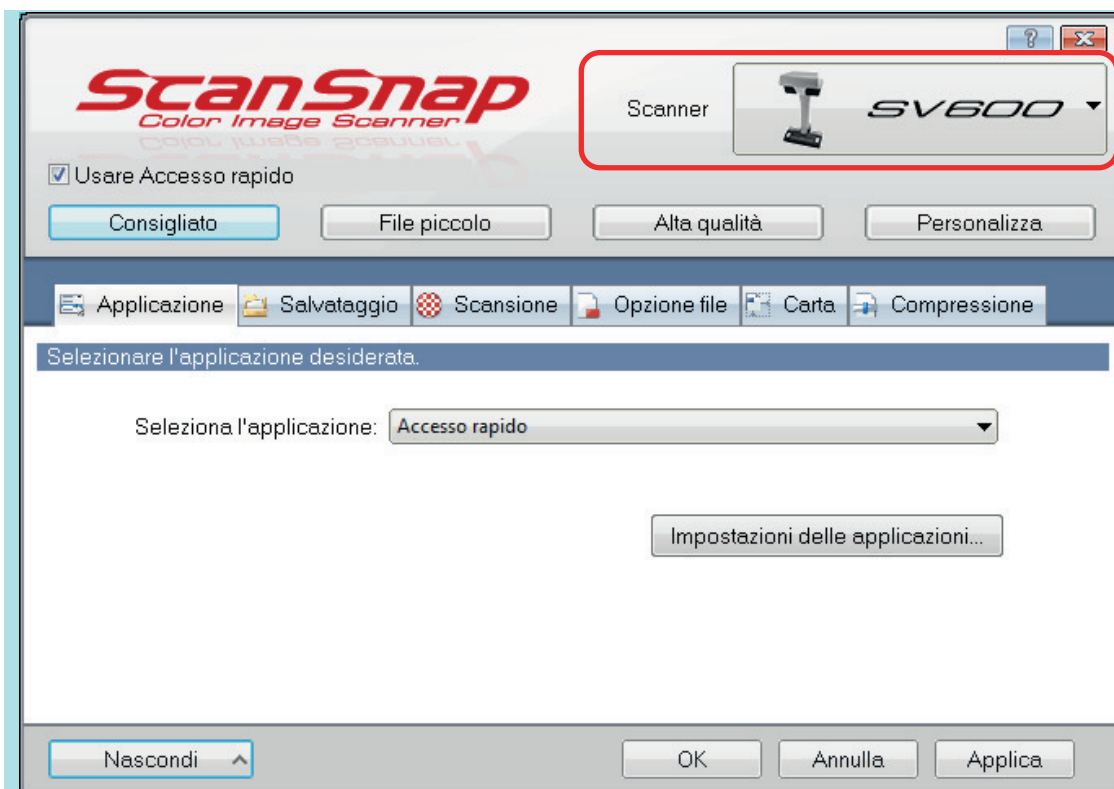 ScanSnap
Color Image Scanner
Scanner
SV600
Usare Accesso rapido
Consigliato
File piccolo
Alta qualità
Personalizza
Applicazione
Salvataggio
Scansione
Opzione file
Carta
Compressione
Selezionare l'applicazione desiderata.
Seleziona l'applicazione:
Accesso rapido
Impostazioni delle applicazioni...
Nascondi
OK
Annulla
Applica